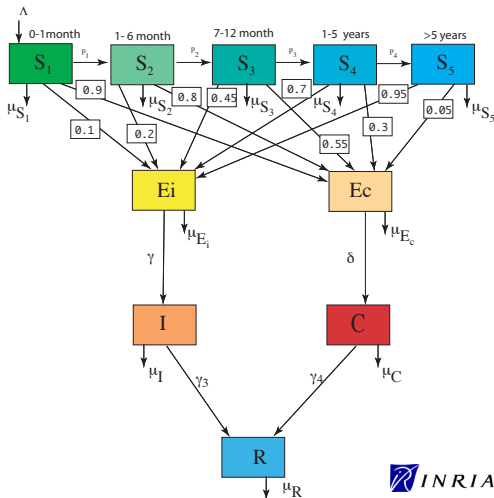 Λ
0-1month 1- 6 month 7-12 month 1-5 years >5 years
S1 P1 S2 P2 S3 P3 S4 P4 S5
μS1 0.9 μS2 0.8 0.45 μS3 0.7 μS4 0.95 μS5
0.1 0.2 0.55 0.3 0.05
Ei Ec
μEi μEc
γ δ
I C
μI μC
γ3 γ4
R
μR
INRIA